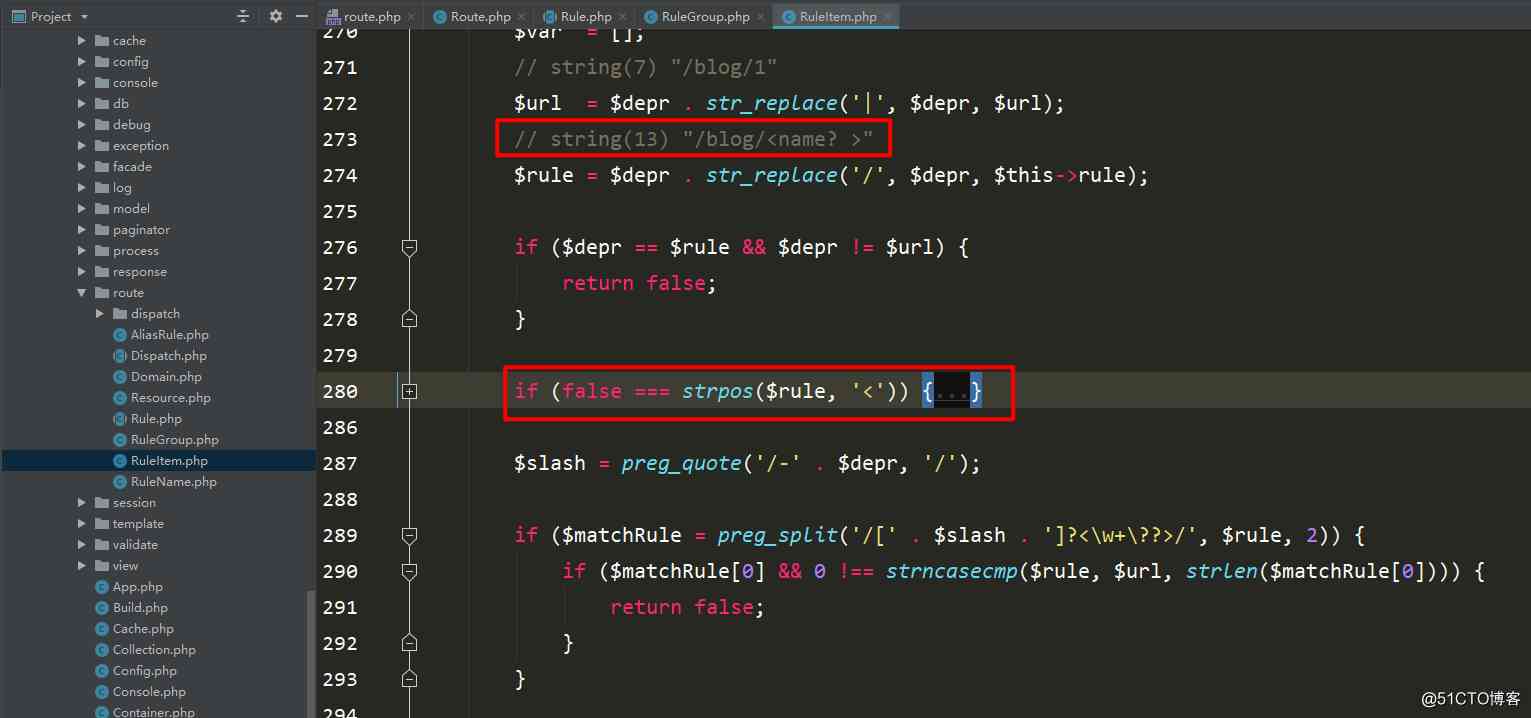 Project
route.php
Route.php
Rule.php
RuleGroup.php
RuleItem.php
cache
config
console
db
debug
exception
facade
log
model
paginator
process
response
route
dispatch
AliasRule.php
Dispatch.php
Domain.php
Resource.php
Rule.php
RuleGroup.php
RuleItem.php
RuleName.php
session
template
validate
view
App.php
Build.php
Cache.php
Collection.php
Config.php
Console.php
Container.php
270 $var = [];
271 // string(7) "/blog/1"
272 $url = $depr . str_replace('|', $depr, $url);
273 // string(13) "/blog/<name? >"
274 $rule = $depr . str_replace('/', $depr, $this->rule);
275
276 if ($depr == $rule && $depr != $url) {
277 return false;
278 }
279
280 if (false === strpos($rule, '<')) {...}
286
287 $slash = preg_quote('/-' . $depr, '/');
288
289 if ($matchRule = preg_split('/[' . $slash . ']?<\w+\??>/', $rule, 2)) {
290 if ($matchRule[0] && 0 !== strncasecmp($rule, $url, strlen($matchRule[0]))) {
291 return false;
292 }
293 }
294
@51CTO博客